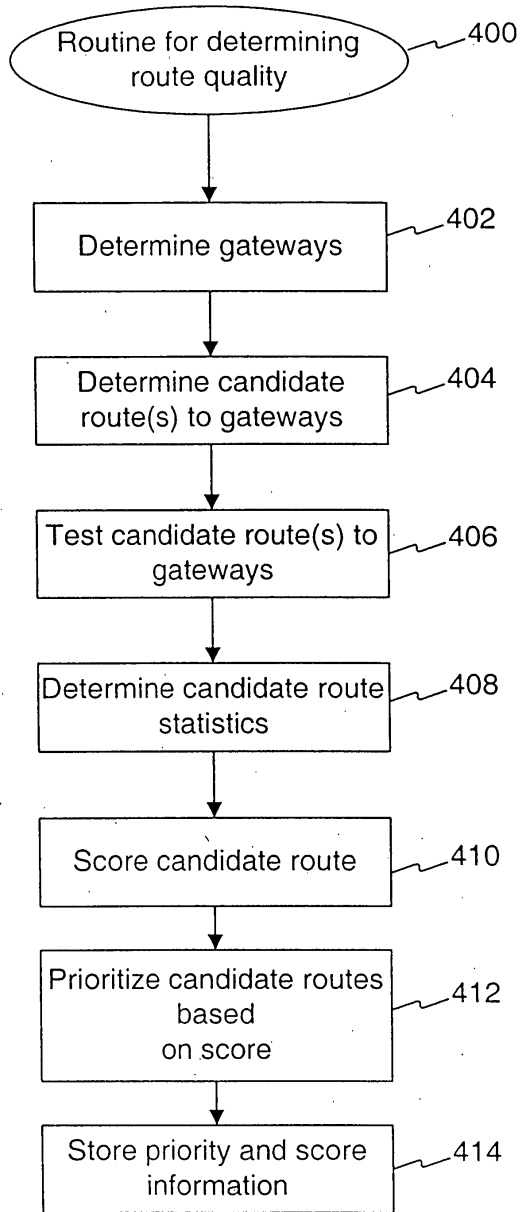 Routine for determining
route quality
400
Determine gateways
402
Determine candidate
route(s) to gateways
404
Test candidate route(s) to
gateways
406
Determine candidate route
statistics
408
Score candidate route
410
Prioritize candidate routes
based
on score
412
Store priority and score
information
414